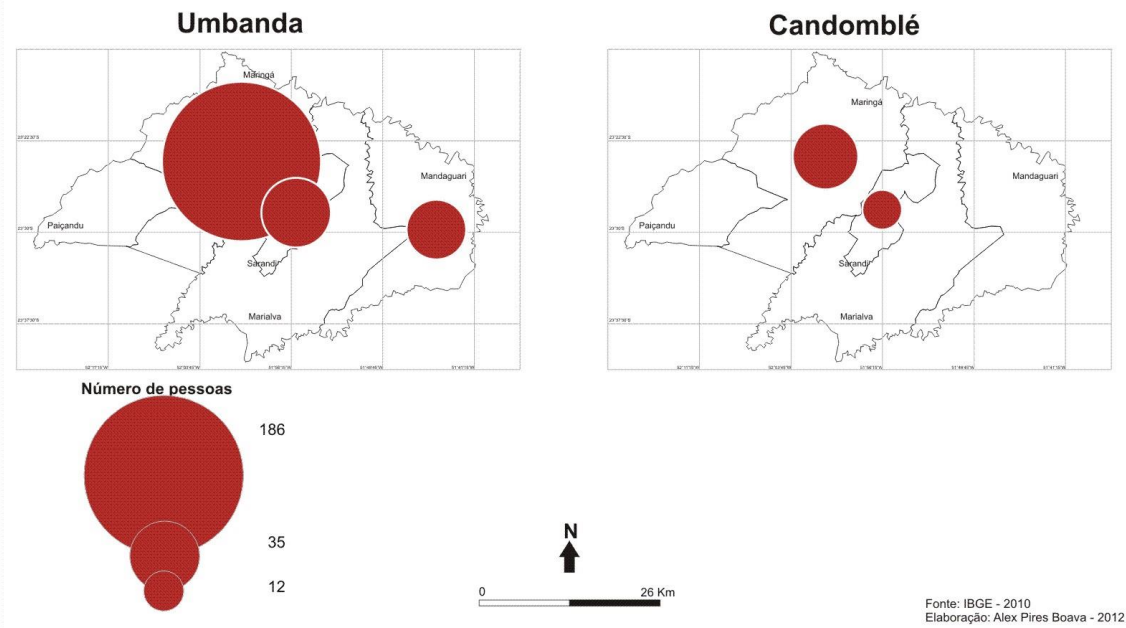 Umbanda
Candomblé
Maringá
Mandaguari
Paiçandu
Sarandi
Marialva
Maringá
Mandaguari
Paiçandu
Sarandi
Marialva
Número de pessoas
186
35
12
N
0 26 Km
Fonte: IBGE - 2010
Elaboração: Alex Pires Boava - 2012